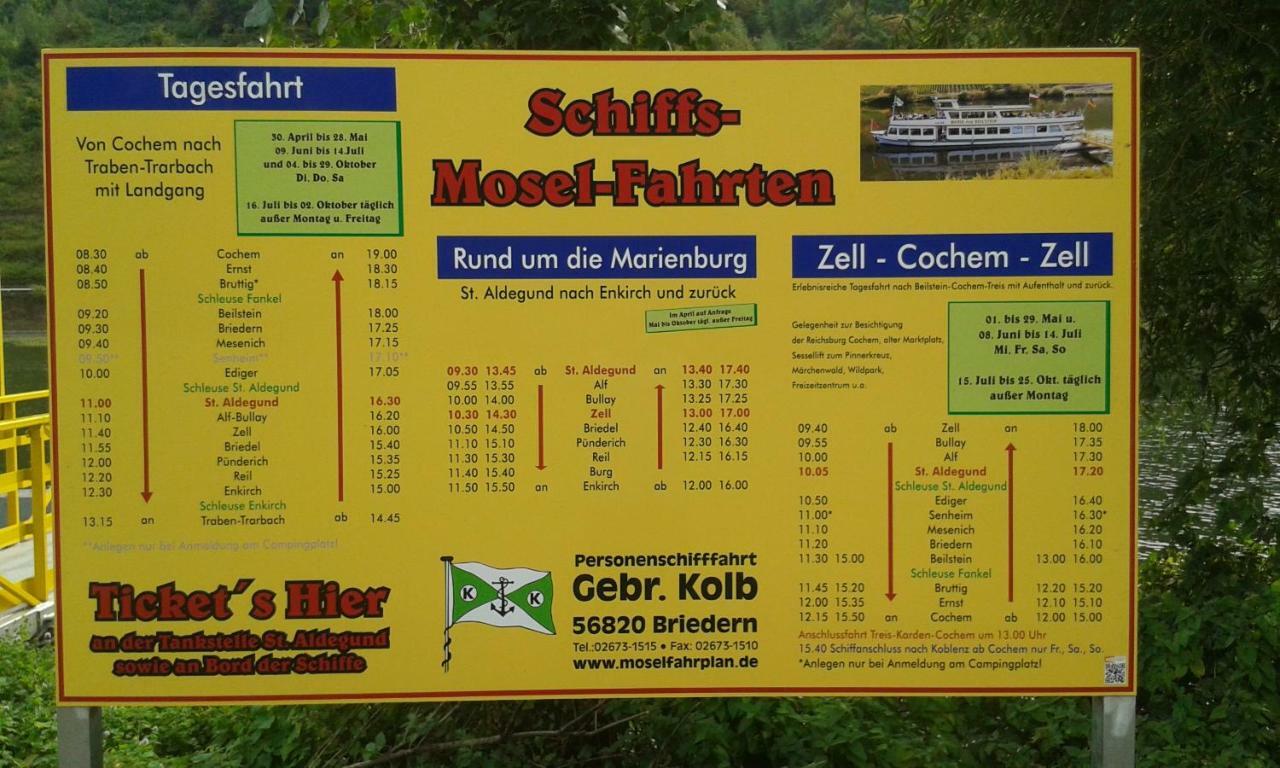 Tagesfahrt
Von Cochem nach
Traben-Trarbach
mit Landgang
30. April bis 28. Mai
09. Juni bis 14.Juli
und 04. bis 29. Oktober
Di, Do, Sa
16. Juli bis 02. Oktober täglich
außer Montag u. Freitag
08.30 ab Cochem an 19.00
08.40 Ernst 18.30
08.50 Bruttig* 18.15
Schleuse Fankel
09.20 Beilstein 18.00
09.30 Briedern 17.25
09.40 Mesenich 17.15
09.50** Senheim** 17.10**
10.00 Ediger 17.05
Schleuse St. Aldegund
11.00 St. Aldegund 16.30
11.10 Alf-Bullay 16.20
11.40 Zell 16.00
11.55 Briedel 15.40
12.00 Pünderich 15.35
12.20 Reil 15.25
12.30 Enkirch 15.00
Schleuse Enkirch
13.15 an Traben-Trarbach ab 14.45
**Anlegen nur bei Anmeldung am Campingplatz!
Ticket´s Hier
an der Tankstelle St. Aldegund
sowie an Bord der Schiffe
Schiffs-
Mosel-Fahrten
Rund um die Marienburg
St. Aldegund nach Enkirch und zurück
im April auf Anfrage
Mai bis Oktober tägl. außer Freitag
09.30 13.45 ab St. Aldegund an 13.40 17.40
09.55 13.55 Alf 13.30 17.30
10.00 14.00 Bullay 13.25 17.25
10.30 14.30 Zell 13.00 17.00
10.50 14.50 Briedel 12.40 16.40
11.10 15.10 Pünderich 12.30 16.30
11.30 15.30 Reil 12.15 16.15
11.40 15.40 Burg
11.50 15.50 an Enkirch ab 12.00 16.00
K K
Personenschifffahrt
Gebr. Kolb
56820 Briedern
Tel.:02673-1515 • Fax: 02673-1510
www.moselfahrplan.de
Zell - Cochem - Zell
Erlebnisreiche Tagesfahrt nach Beilstein-Cochem-Treis mit Aufenthalt und zurück.
Gelegenheit zur Besichtigung
der Reichsburg Cochem, alter Marktplatz,
Sessellift zum Pinnerkreuz,
Märchenwald, Wildpark,
Freizeitzentrum u.a.
01. bis 29. Mai u.
08. Juni bis 14. Juli
Mi, Fr, Sa, So
15. Juli bis 25. Okt. täglich
außer Montag
09.40 ab Zell an 18.00
09.55 Bullay 17.35
10.00 Alf 17.30
10.05 St. Aldegund 17.20
Schleuse St. Aldegund
10.50 Ediger 16.40
11.00* Senheim 16.30*
11.10 Mesenich 16.20
11.20 Briedern 16.10
11.30 15.00 Beilstein 13.00 16.00
Schleuse Fankel
11.45 15.20 Bruttig 12.20 15.20
12.00 15.35 Ernst 12.10 15.10
12.15 15.50 an Cochem ab 12.00 15.00
Anschlussfahrt Treis-Karden-Cochem um 13.00 Uhr
15.40 Schiffanschluss nach Koblenz ab Cochem nur Fr., Sa., So.
*Anlegen nur bei Anmeldung am Campingplatz!